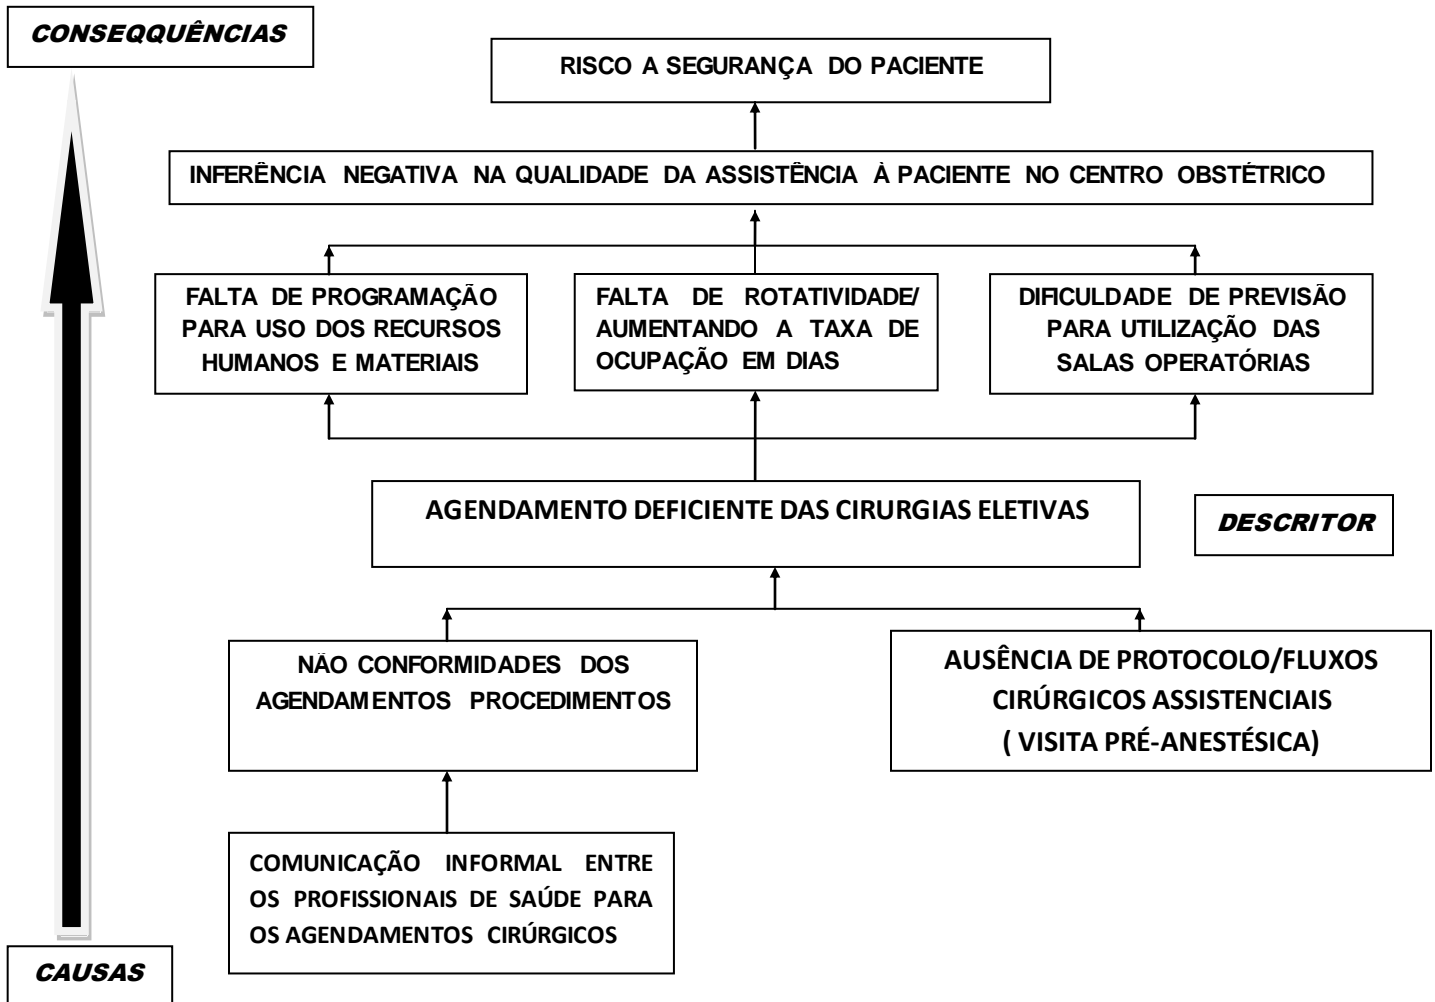 CONSEQQUÊNCIAS
RISCO A SEGURANÇA DO PACIENTE
INFERÊNCIA NEGATIVA NA QUALIDADE DA ASSISTÊNCIA À PACIENTE NO CENTRO OBSTÉTRICO
FALTA DE PROGRAMAÇÃO
PARA USO DOS RECURSOS
HUMANOS E MATERIAIS
FALTA DE ROTATIVIDADE/
AUMENTANDO A TAXA DE
OCUPAÇÃO EM DIAS
DIFICULDADE DE PREVISÃO
PARA UTILIZAÇÃO DAS
SALAS OPERATÓRIAS
AGENDAMENTO DEFICIENTE DAS CIRURGIAS ELETIVAS
DESCRITOR
NÃO CONFORMIDADES DOS
AGENDAMENTOS PROCEDIMENTOS
AUSÊNCIA DE PROTOCOLO/FLUXOS
CIRÚRGICOS ASSISTENCIAIS
( VISITA PRÉ-ANESTÉSICA)
COMUNICAÇÃO INFORMAL ENTRE
OS PROFISSIONAIS DE SAÚDE PARA
OS AGENDAMENTOS CIRÚRGICOS
CAUSAS